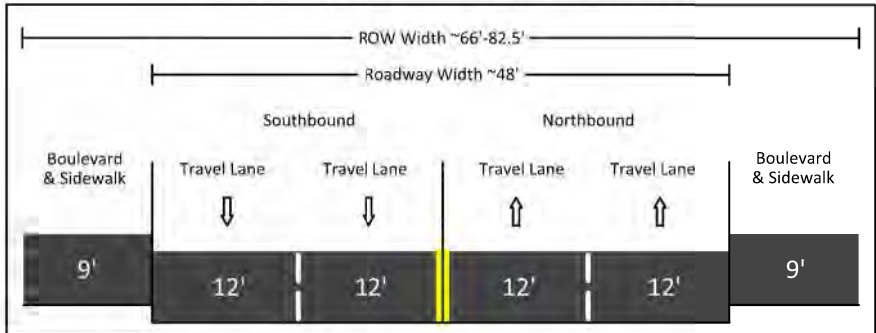 ROW Width ~66'-82.5'
Roadway Width ~48'
Southbound
Northbound
Boulevard
& Sidewalk
Travel Lane
Travel Lane
Travel Lane
Travel Lane
Boulevard
& Sidewalk
9'
12'
12'
12'
12'
9'